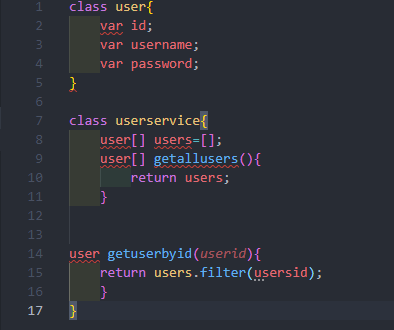 1 class user{
2     var id;
3     var username;
4     var password;
5 }
6
7 class userservice{
8     user[] users=[];
9     user[] getallusers(){
10         return users;
11     }
12
13
14 user getuserbyid(userid){
15     return users.filter(usersid);
16     }
17 }